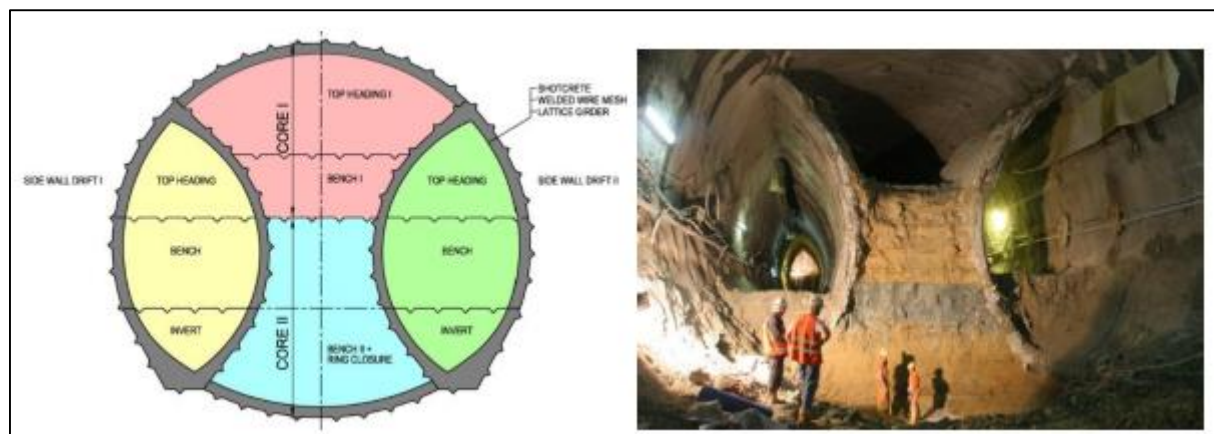 TOP HEADING I
CORE I
SHOTCRETE
WELDED WIRE MESH
LATTICE GIRDER
SIDE WALL DRIFT I
TOP HEADING
BENCH I
TOP HEADING
SIDE WALL DRIFT II
BENCH
BENCH
INVERT
CORE II
INVERT
BENCH II +
RING CLOSURE